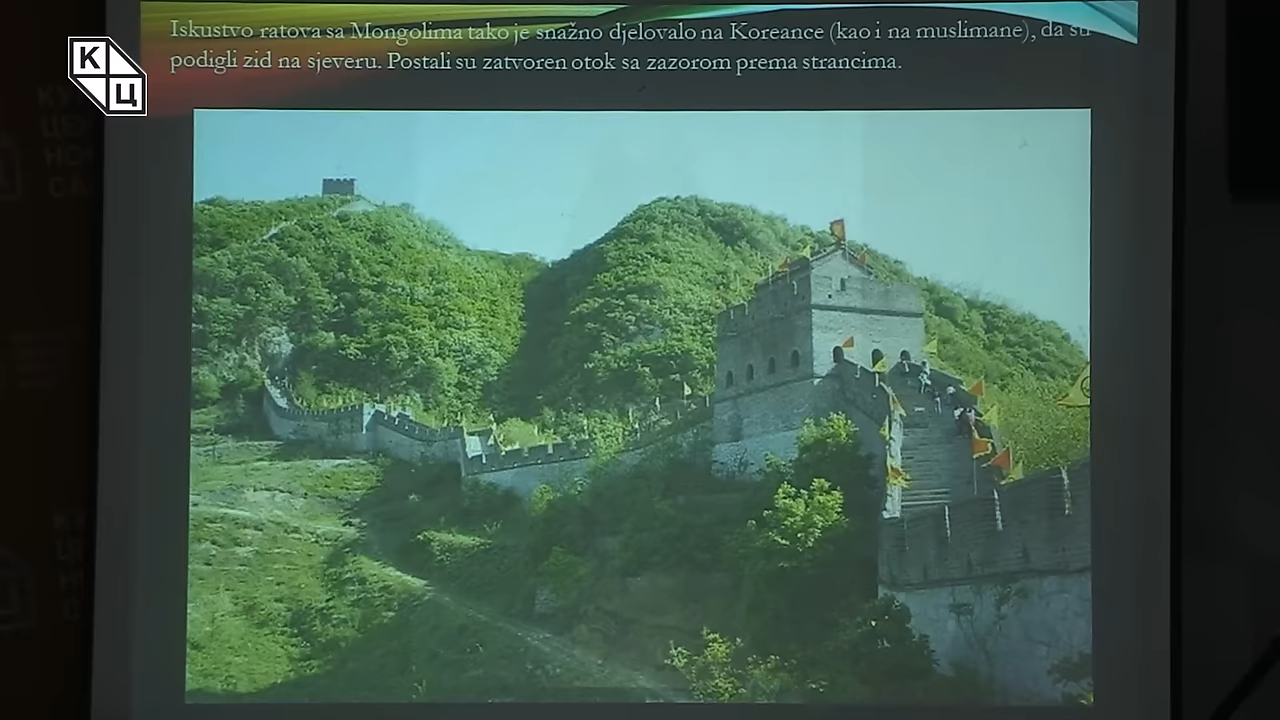 Iskustvo ratova sa Mongolima tako je snažno djelovalo na Koreance (kao i na muslimane), da su
podigli zid na sjeveru. Postali su zatvoren otok sa zazorom prema strancima.
К
Ц